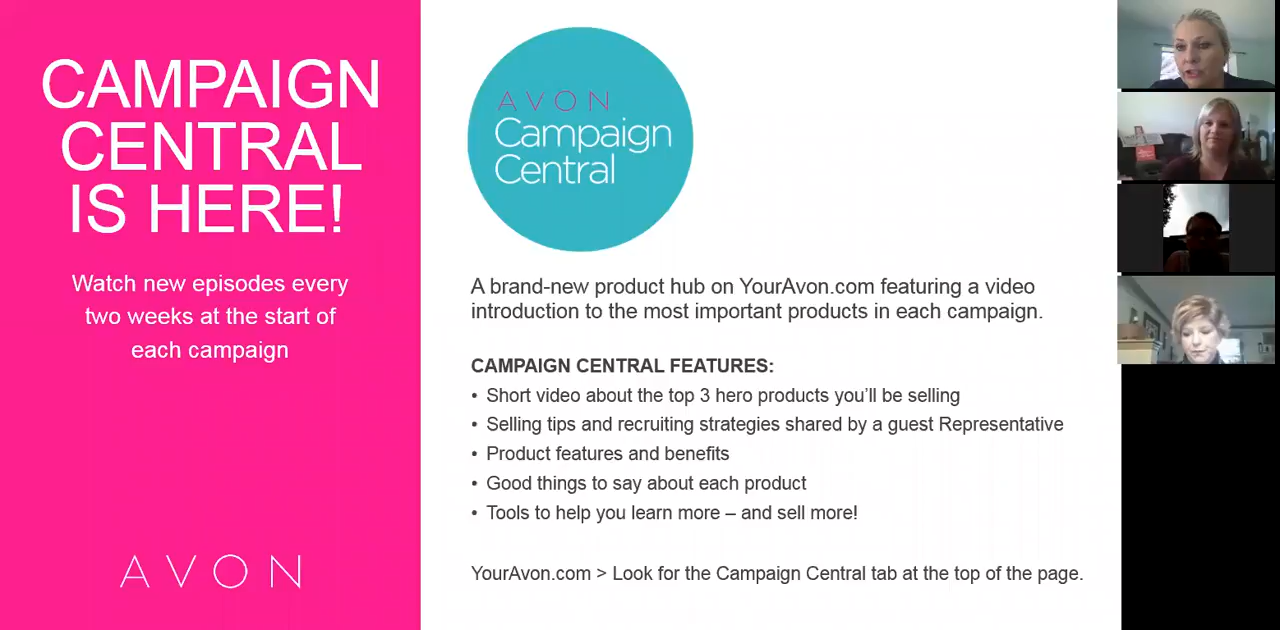 CAMPAIGN
CENTRAL
IS HERE!
Watch new episodes every
two weeks at the start of
each campaign
AVON
AVON
Campaign
Central
A brand-new product hub on YourAvon.com featuring a video
introduction to the most important products in each campaign.
CAMPAIGN CENTRAL FEATURES:
• Short video about the top 3 hero products you’ll be selling
• Selling tips and recruiting strategies shared by a guest Representative
• Product features and benefits
• Good things to say about each product
• Tools to help you learn more – and sell more!
YourAvon.com > Look for the Campaign Central tab at the top of the page.